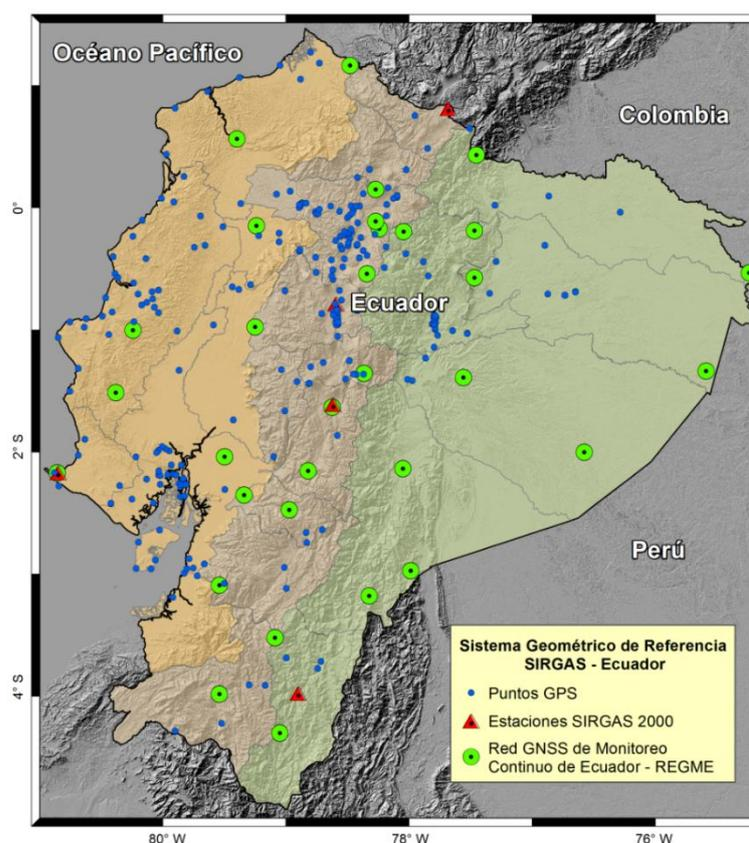 Océano Pacífico
Colombia
0°
Ecuador
2° S
Perú
4° S
Sistema Geométrico de Referencia
SIRGAS - Ecuador
Puntos GPS
Estaciones SIRGAS 2000
Red GNSS de Monitoreo
Continuo de Ecuador - REGME
80° W
78° W
76° W